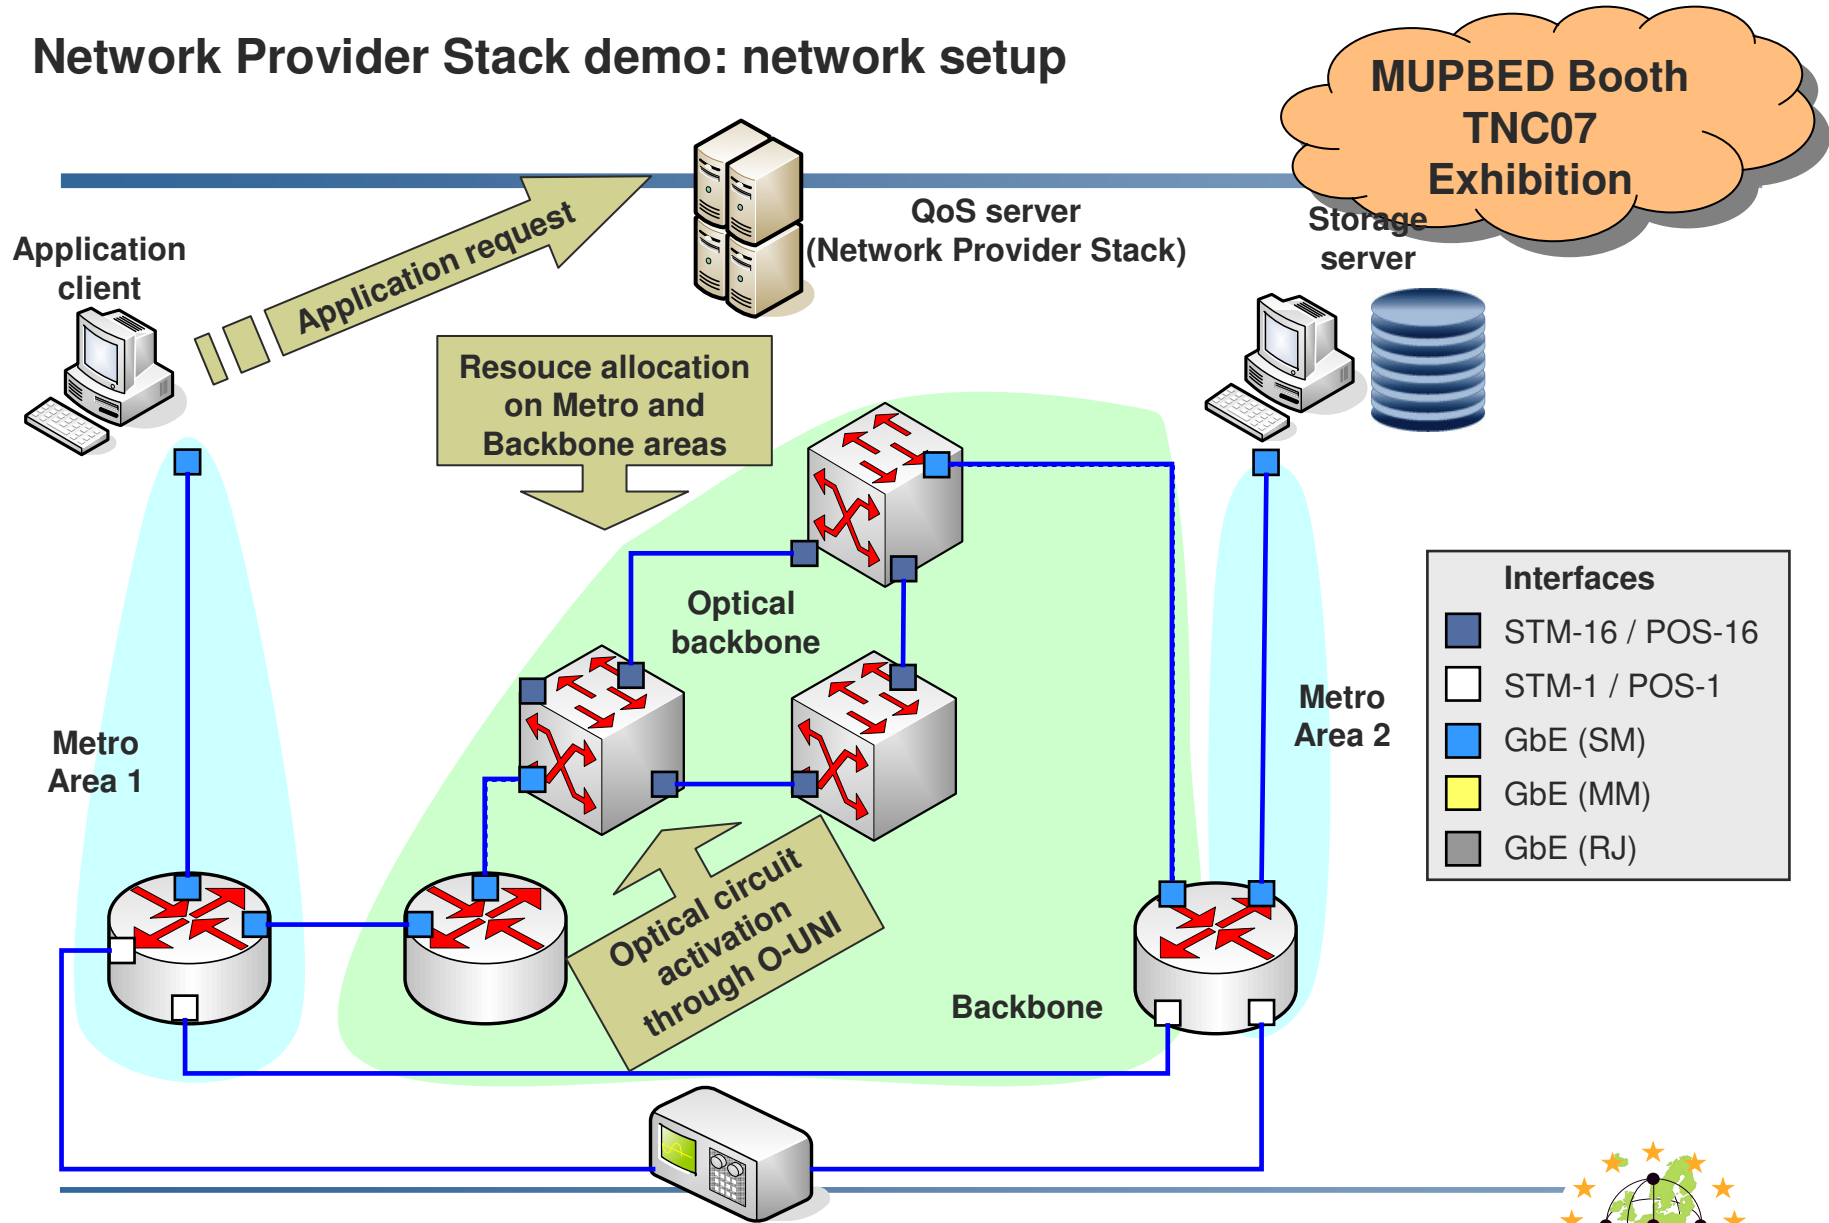 Network Provider Stack demo: network setup
MUPBED Booth
TNC07
Exhibition
Application request
QoS server
(Network Provider Stack)
Storage
server
Application
client
Resouce allocation
on Metro and
Backbone areas
Optical
backbone
Interfaces
STM-16 / POS-16
STM-1 / POS-1
GbE (SM)
GbE (MM)
GbE (RJ)
Metro
Area 2
Metro
Area 1
Optical circuit
activation
through O-UNI
Backbone